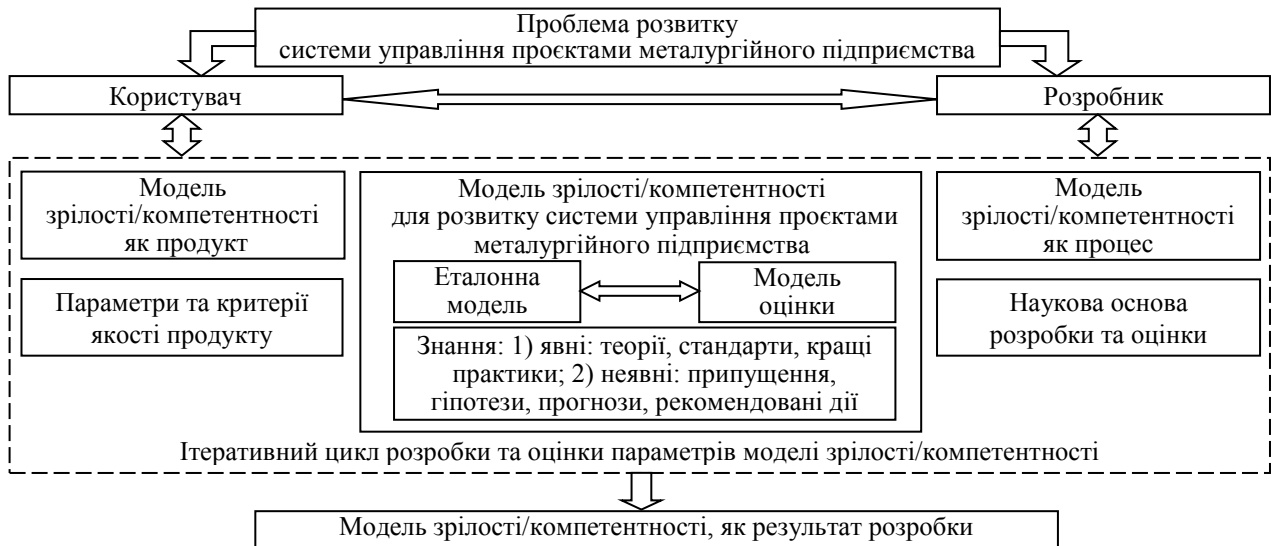 Проблема розвитку
системи управління проєктами металургійного підприємства
Користувач
Розробник
Модель
зрілості/компетентності
як продукт
Параметри та критерії
якості продукту
Модель зрілості/компетентності
для розвитку системи управління проєктами
металургійного підприємства
Еталонна
модель
Модель
оцінки
Знання: 1) явні: теорії, стандарти, кращі
практики; 2) неявні: припущення,
гіпотези, прогнози, рекомендовані дії
Модель
зрілості/компетентності
як процес
Наукова основа
розробки та оцінки
Ітеративний цикл розробки та оцінки параметрів моделі зрілості/компетентності
Модель зрілості/компетентності, як результат розробки